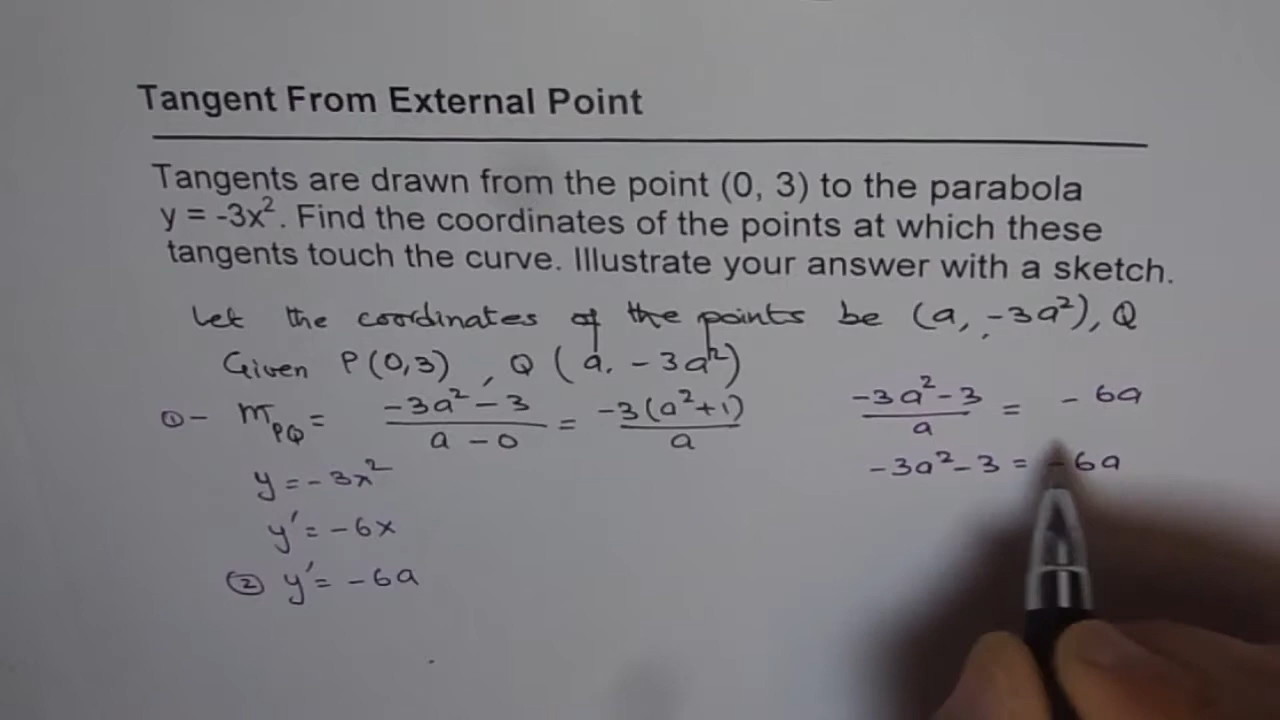 Tangent From External Point
Tangents are drawn from the point (0, 3) to the parabola
y = -3x². Find the coordinates of the points at which these
tangents touch the curve. Illustrate your answer with a sketch.
Let the coordinates of the points be (a, -3a²), Q
Given P(0,3), Q(a, -3a²)
① - m_PQ = (-3a² - 3)/(a - 0) = -3(a²+1)/a
y = -3x²
y' = -6x
② y' = -6a
(-3a² - 3)/a = -6a
-3a² - 3 = -6a